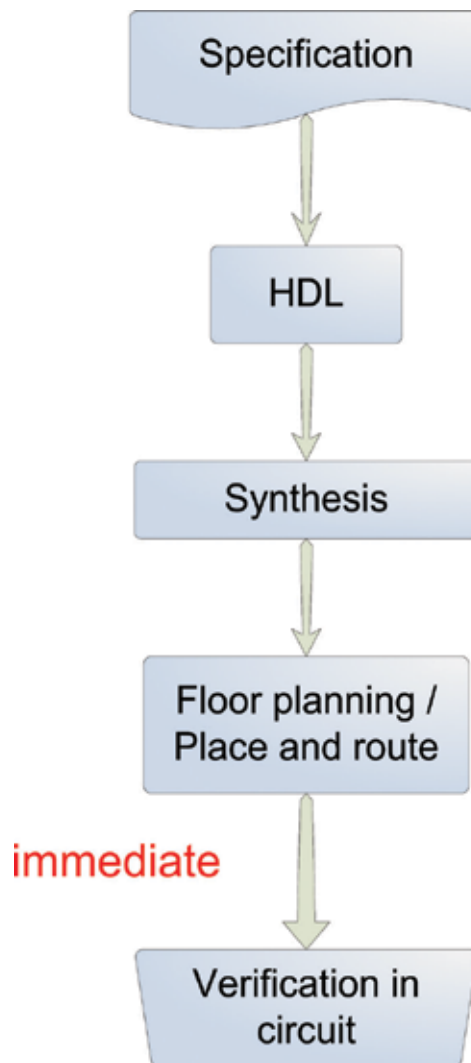 Specification
HDL
Synthesis
Floor planning /
Place and route
immediate
Verification in
circuit